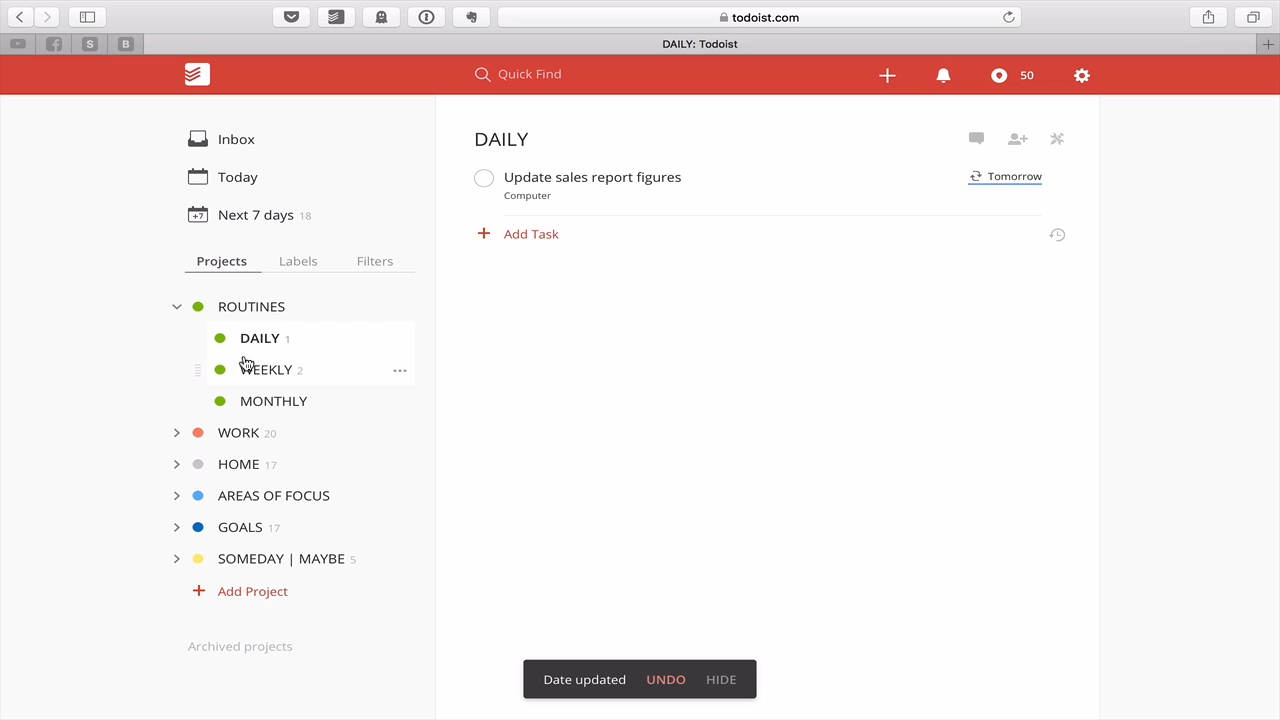 todoist.com
S
B
DAILY: Todoist
Quick Find
50
Inbox
Today
+7 Next 7 days 18
Projects Labels Filters
ROUTINES
DAILY 1
WEEKLY 2
MONTHLY
WORK 20
HOME 17
AREAS OF FOCUS
GOALS 17
SOMEDAY | MAYBE 5
Add Project
Archived projects
DAILY
Update sales report figures
Tomorrow
Computer
Add Task
Date updated UNDO HIDE